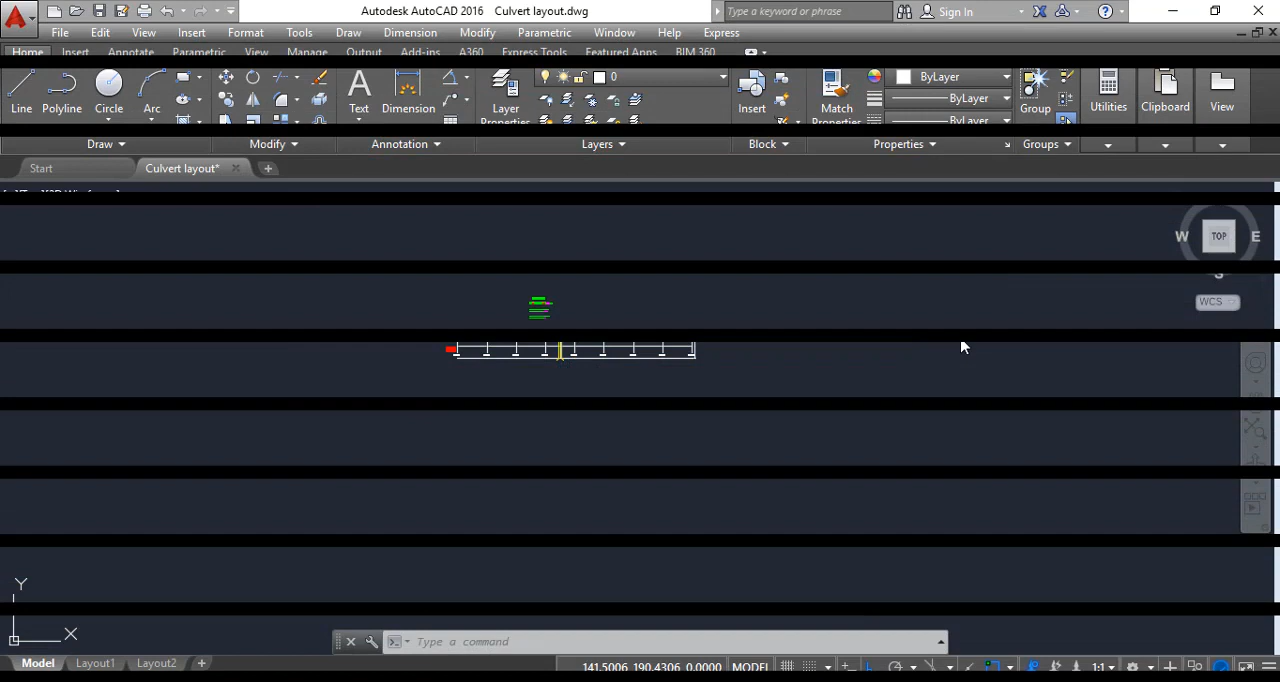 Autodesk AutoCAD 2016 Culvert layout.dwg
Type a keyword or phrase
Sign In
File Edit View Insert Format Tools Draw Dimension Modify Parametric Window Help Express
Home Insert Annotate Parametric View Manage Output Add-ins A360 Express Tools Featured Apps BIM 360
0 ByLayer
Line Polyline Circle Arc Text Dimension Layer Properties Insert Match Properties ByLayer Group Utilities Clipboard View
ByLayer
Draw Modify Annotation Layers Block Properties Groups
Start Culvert layout*
W TOP E
S
WCS
Y
X
Type a command
Model Layout1 Layout2
141.5006, 190.4306, 0.0000 MODEL 1:1